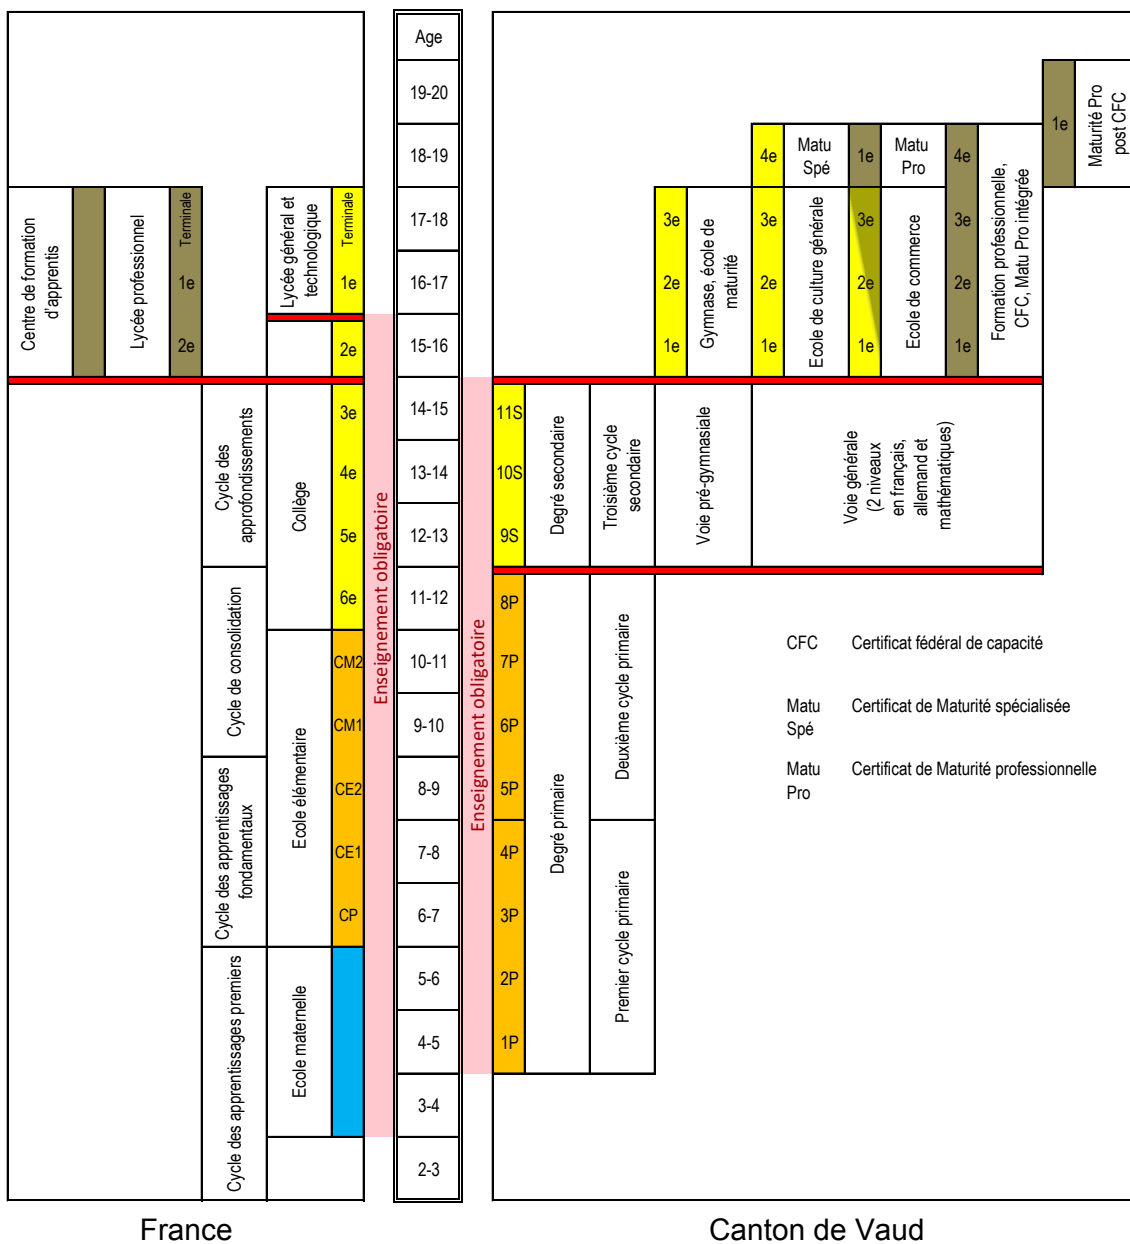 Age
19-20
18-19
17-18
16-17
15-16
14-15
13-14
12-13
11-12
10-11
9-10
8-9
7-8
6-7
5-6
4-5
3-4
2-3
Centre de formation
d'apprentis
Lycée professionnel
Terminale
1e
2e
Lycée général et
technologique
Terminale
1e
2e
Cycle des
approfondissements
Collège
3e
4e
5e
6e
Cycle de consolidation
Ecole élémentaire
CM2
CM1
CE2
CE1
CP
Cycle des apprentissages
fondamentaux
Cycle des apprentissages premiers
Ecole maternelle
Enseignement obligatoire
Enseignement obligatoire
3e
2e
1e
Gymnase, école de
maturité
4e
3e
2e
1e
Matu
Spé
Ecole de culture générale
1e
3e
2e
1e
Matu
Pro
Ecole de commerce
4e
3e
2e
1e
Formation professionnelle,
CFC, Matu Pro intégrée
1e
Maturité Pro
post CFC
11S
10S
9S
Degré secondaire
Troisième cycle
secondaire
Voie pré-gymnasiale
Voie générale
(2 niveaux
en français,
allemand et
mathématiques)
8P
7P
6P
5P
4P
3P
2P
1P
Degré primaire
Deuxième cycle primaire
Premier cycle primaire
CFC Certificat fédéral de capacité
Matu Certificat de Maturité spécialisée
Spé
Matu Certificat de Maturité professionnelle
Pro
France
Canton de Vaud